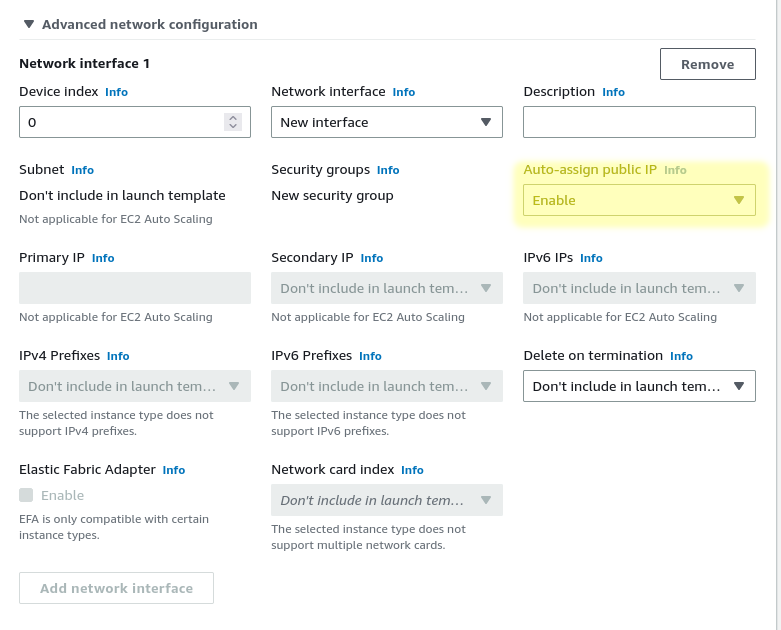 Advanced network configuration
Network interface 1
Remove
Device index Info
Network interface Info
Description Info
0
New interface
Subnet Info
Security groups Info
Auto-assign public IP Info
Don't include in launch template
New security group
Enable
Not applicable for EC2 Auto Scaling
Primary IP Info
Secondary IP Info
IPv6 IPs Info
Don't include in launch tem...
Don't include in launch tem...
Not applicable for EC2 Auto Scaling
Not applicable for EC2 Auto Scaling
Not applicable for EC2 Auto Scaling
IPv4 Prefixes Info
IPv6 Prefixes Info
Delete on termination Info
Don't include in launch tem...
Don't include in launch tem...
Don't include in launch tem...
The selected instance type does not
support IPv4 prefixes.
The selected instance type does not
support IPv6 prefixes.
Elastic Fabric Adapter Info
Network card index Info
Enable
Don't include in launch tem...
EFA is only compatible with certain
instance types.
The selected instance type does not
support multiple network cards.
Add network interface